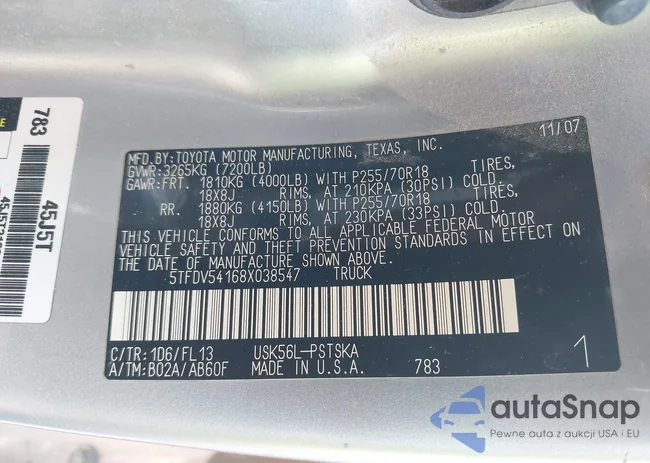 MFD.BY:TOYOTA MOTOR MANUFACTURING, TEXAS, INC. 11/07
GVWR:3265KG (7200LB)
GAWR:FRT. 1810KG (4000LB) WITH P255/70R18 TIRES,
18X8J RIMS, AT 210KPA (30PSI) COLD.
RR. 1880KG (4150LB) WITH P255/70R18 TIRES,
18X8J RIMS, AT 230KPA (33PSI) COLD.
THIS VEHICLE CONFORMS TO ALL APPLICABLE FEDERAL MOTOR
VEHICLE SAFETY AND THEFT PREVENTION STANDARDS IN EFFECT ON
THE DATE OF MANUFACTURE SHOWN ABOVE.
5TFDV54168X038547 TRUCK
C/TR:1D6/FL13 USK56L-PSTSKA
A/TM:B02A/AB60F MADE IN U.S.A. 783 1
783
45J5T
autaSnap
Pewne auta z aukcji USA i EU